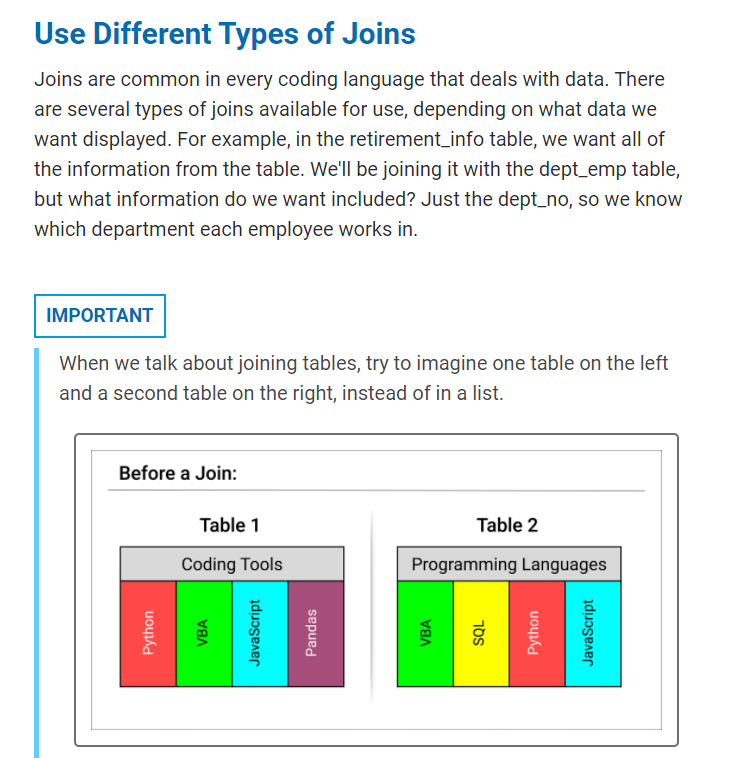 Use Different Types of Joins
Joins are common in every coding language that deals with data. There
are several types of joins available for use, depending on what data we
want displayed. For example, in the retirement_info table, we want all of
the information from the table. We'll be joining it with the dept_emp table,
but what information do we want included? Just the dept_no, so we know
which department each employee works in.
IMPORTANT
When we talk about joining tables, try to imagine one table on the left
and a second table on the right, instead of in a list.
Before a Join:
Table 1
Coding Tools
Python
VBA
JavaScript
Pandas
Table 2
Programming Languages
VBA
SQL
Python
JavaScript